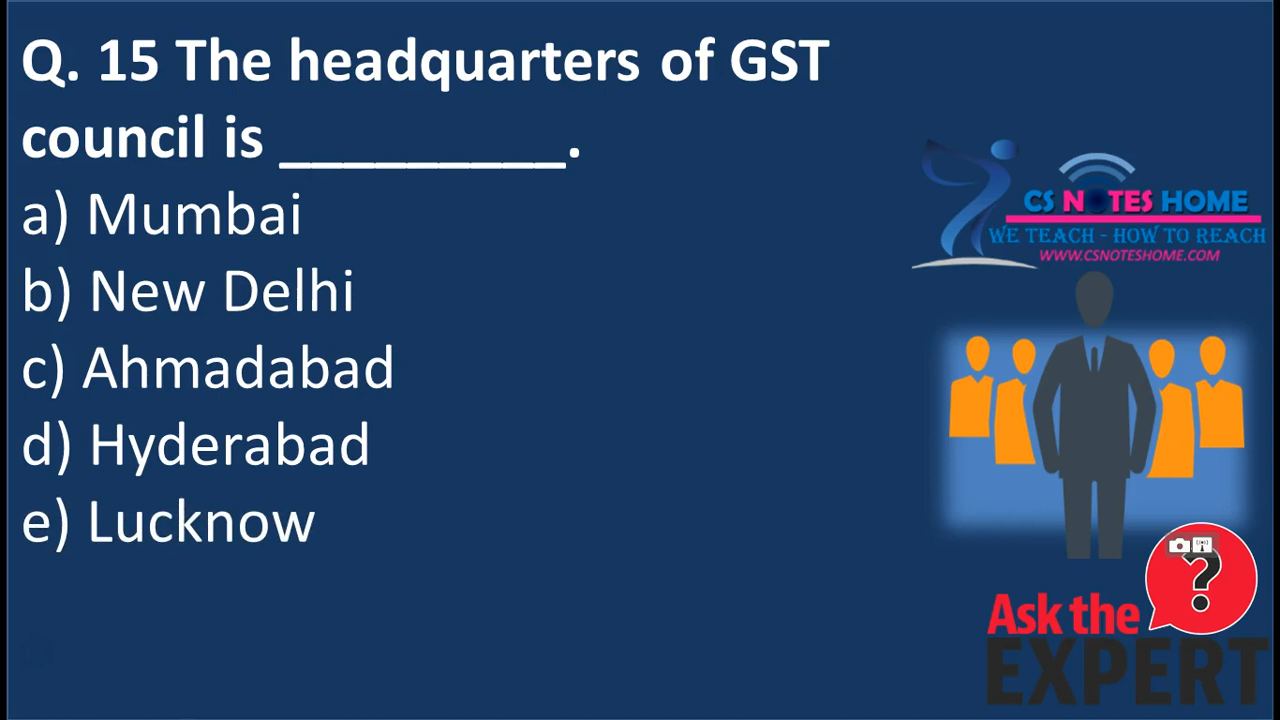 Q. 15 The headquarters of GST
council is _________.
a) Mumbai
b) New Delhi
c) Ahmadabad
d) Hyderabad
e) Lucknow
CS NOTES HOME
WE TEACH - HOW TO REACH
WWW.CSNOTESHOME.COM
?
Ask the
EXPERT